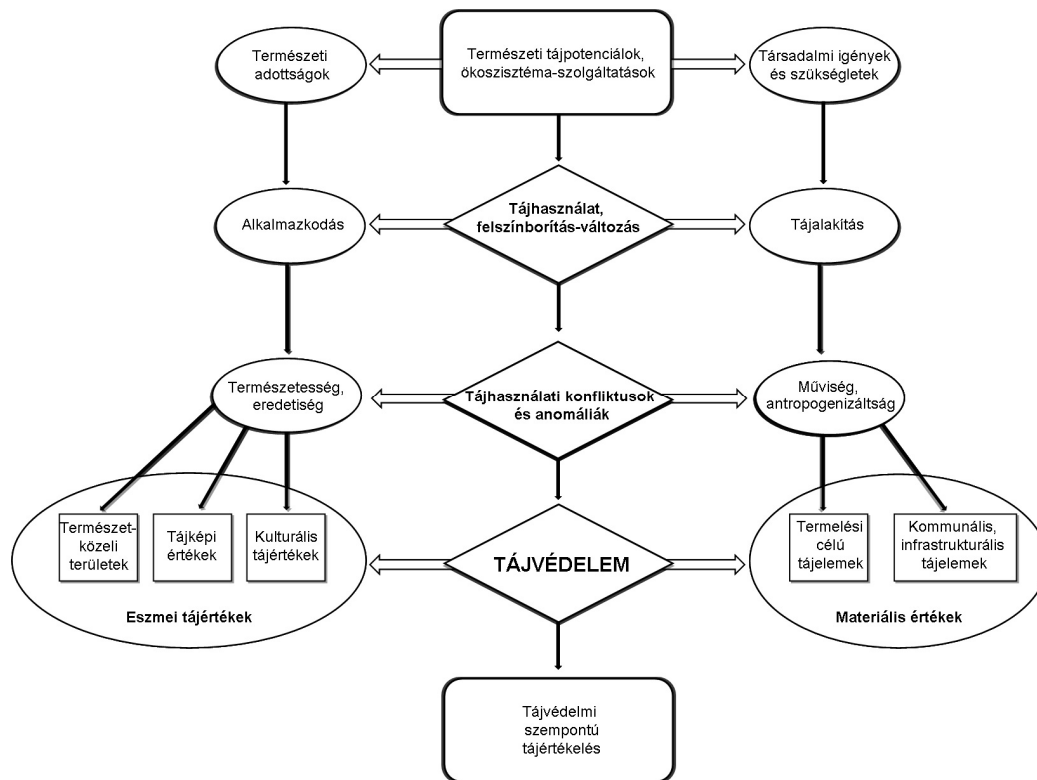 Természeti
adottságok
Természeti tájpotenciálok,
ökoszisztéma-szolgáltatások
Társadalmi igények
és szükségletek
Alkalmazkodás
Tájhasználat,
felszínborítás-változás
Tájalakítás
Természetesség,
eredetiség
Tájhasználati konfliktusok
és anomáliák
Műviség,
antropogenizáltság
Természet-
közeli
területek
Tájképi
értékek
Kulturális
tájértékek
Eszmei tájértékek
TÁJVÉDELEM
Termelési
célú
tájelemek
Kommunális,
infrastrukturális
tájelemek
Materiális értékek
Tájvédelmi
szempontú
tájértékelés